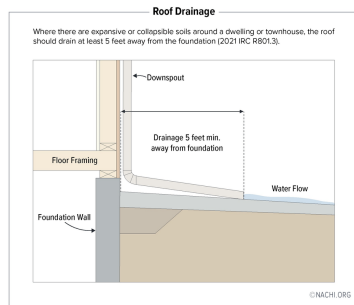 Roof Drainage
Where there are expansive or collapsible soils around a dwelling or townhouse, the roof
should drain at least 5 feet away from the foundation (2021 IRC R801.3).
Downspout
Drainage 5 feet min.
away from foundation
Floor Framing
Water Flow
Foundation Wall
©NACHI.ORG